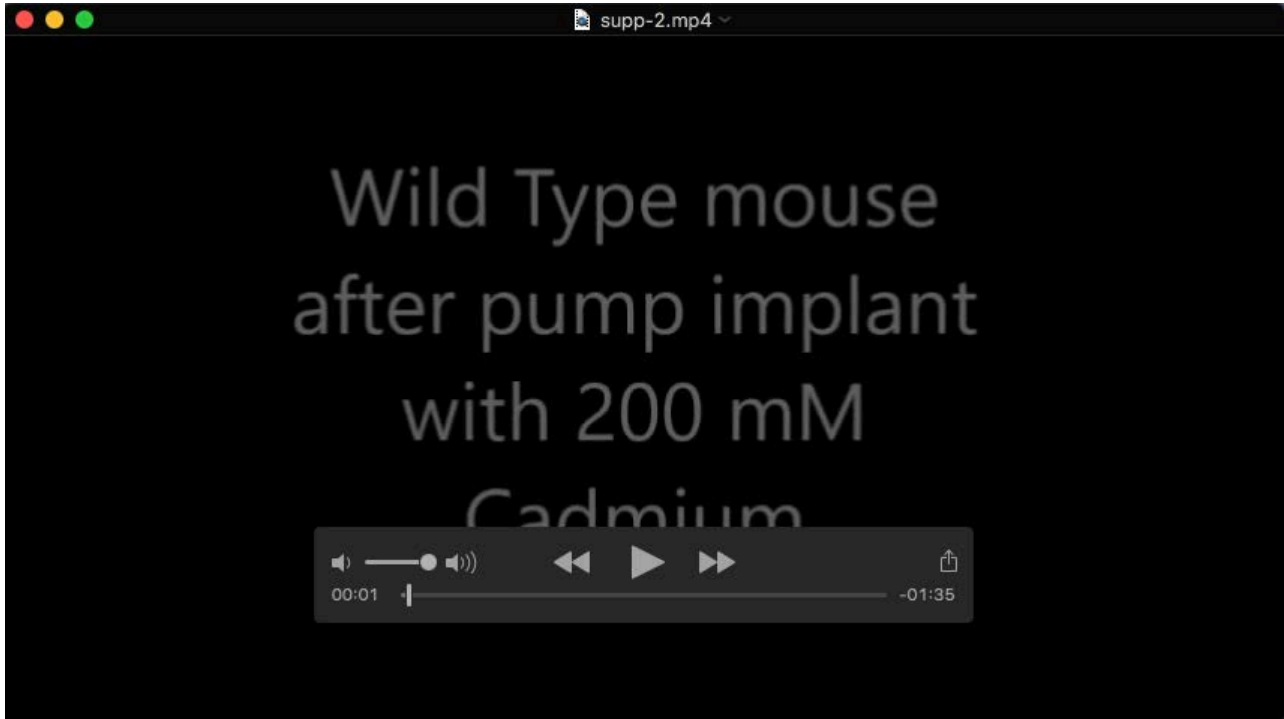 supp-2.mp4
Wild Type mouse
after pump implant
with 200 mM
Cadmium
00:01 -01:35